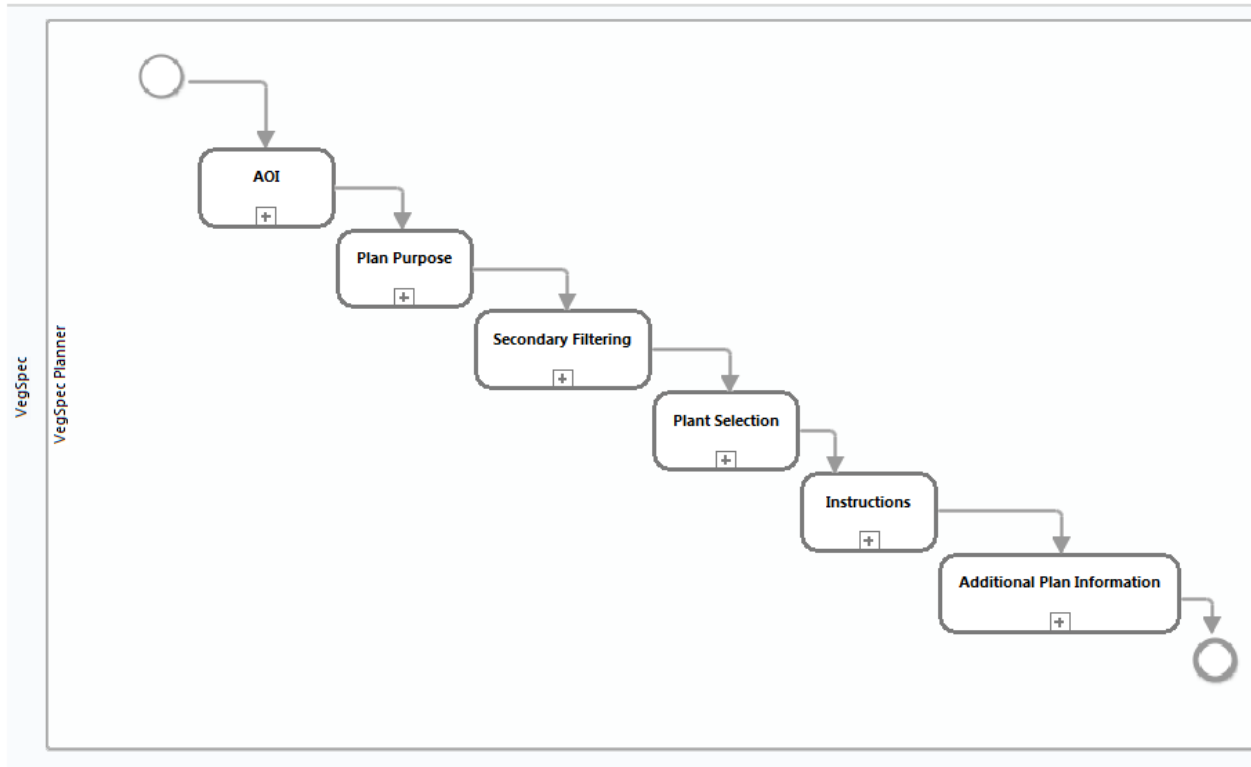 VegSpec
VegSpec Planner
AOI
Plan Purpose
Secondary Filtering
Plant Selection
Instructions
Additional Plan Information